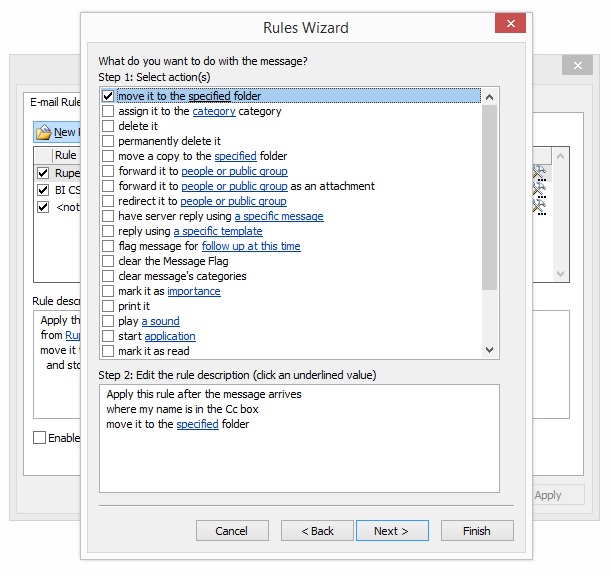 Rules Wizard
What do you want to do with the message?
Step 1: Select action(s)
move it to the specified folder
assign it to the category category
delete it
permanently delete it
move a copy to the specified folder
forward it to people or public group
forward it to people or public group as an attachment
redirect it to people or public group
have server reply using a specific message
reply using a specific template
flag message for follow up at this time
clear the Message Flag
clear message's categories
mark it as importance
print it
play a sound
start application
mark it as read
Step 2: Edit the rule description (click an underlined value)
Apply this rule after the message arrives
where my name is in the Cc box
move it to the specified folder
Cancel
< Back
Next >
Finish
E-mail Rule
New
Rule
Rupe
BI CS
<not
Rule descr
Apply th
from Rup
move it t
and sto
Enable
Apply